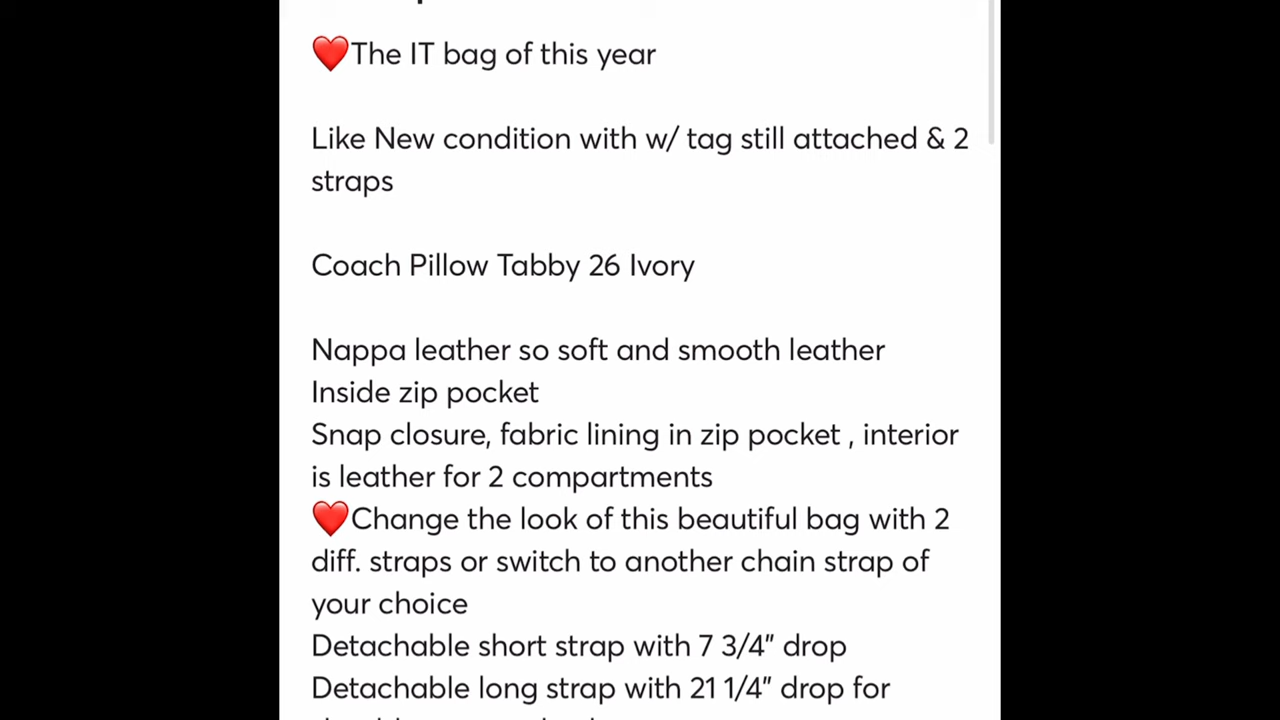 ❤️The IT bag of this year
Like New condition with w/ tag still attached & 2
straps
Coach Pillow Tabby 26 Ivory
Nappa leather so soft and smooth leather
Inside zip pocket
Snap closure, fabric lining in zip pocket , interior
is leather for 2 compartments
❤️Change the look of this beautiful bag with 2
diff. straps or switch to another chain strap of
your choice
Detachable short strap with 7 3/4” drop
Detachable long strap with 21 1/4” drop for